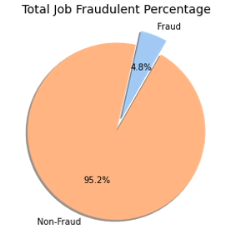 Total Job Fraudulent Percentage
Fraud
4.8%
95.2%
Non-Fraud